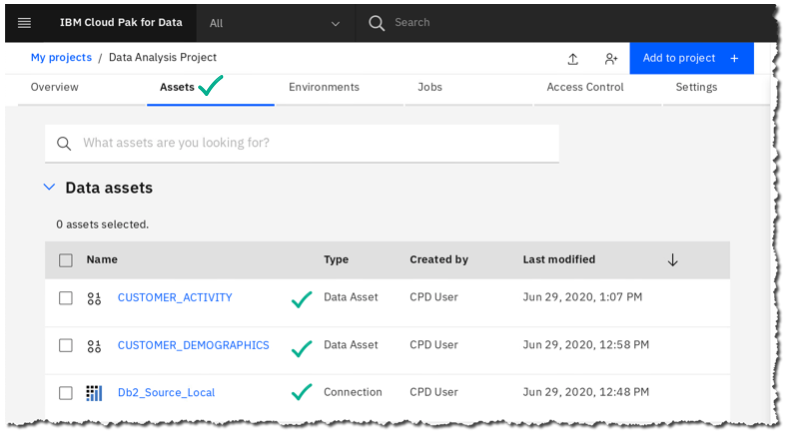 IBM Cloud Pak for Data All Search
My projects / Data Analysis Project Add to project +
Overview Assets Environments Jobs Access Control Settings
What assets are you looking for?
Data assets
0 assets selected.
Name Type Created by Last modified
CUSTOMER_ACTIVITY Data Asset CPD User Jun 29, 2020, 1:07 PM
CUSTOMER_DEMOGRAPHICS Data Asset CPD User Jun 29, 2020, 12:58 PM
Db2_Source_Local Connection CPD User Jun 29, 2020, 12:48 PM